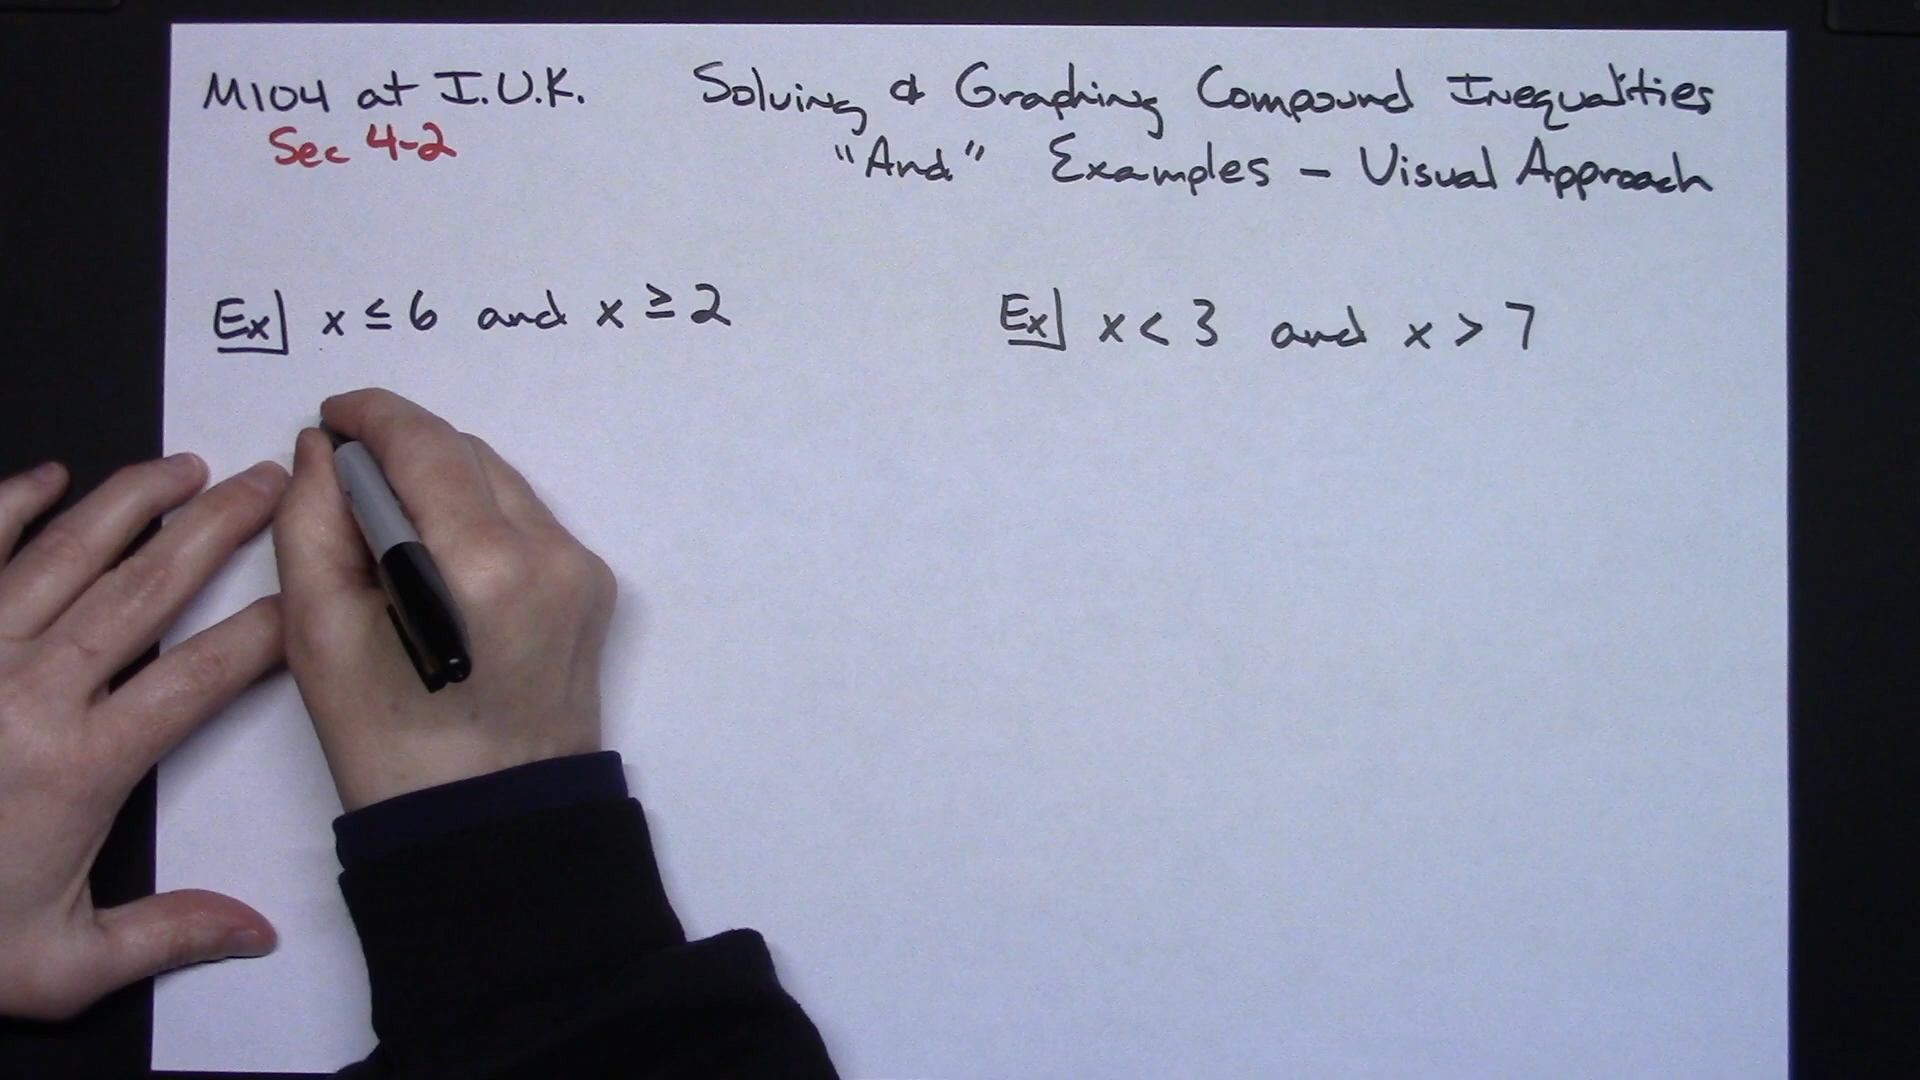 M104 at I.U.K. Solving & Graphing Compound Inequalities
Sec 4-2 "And" Examples - Visual Approach
Ex] x ≤ 6 and x ≥ 2
Ex] x < 3 and x > 7